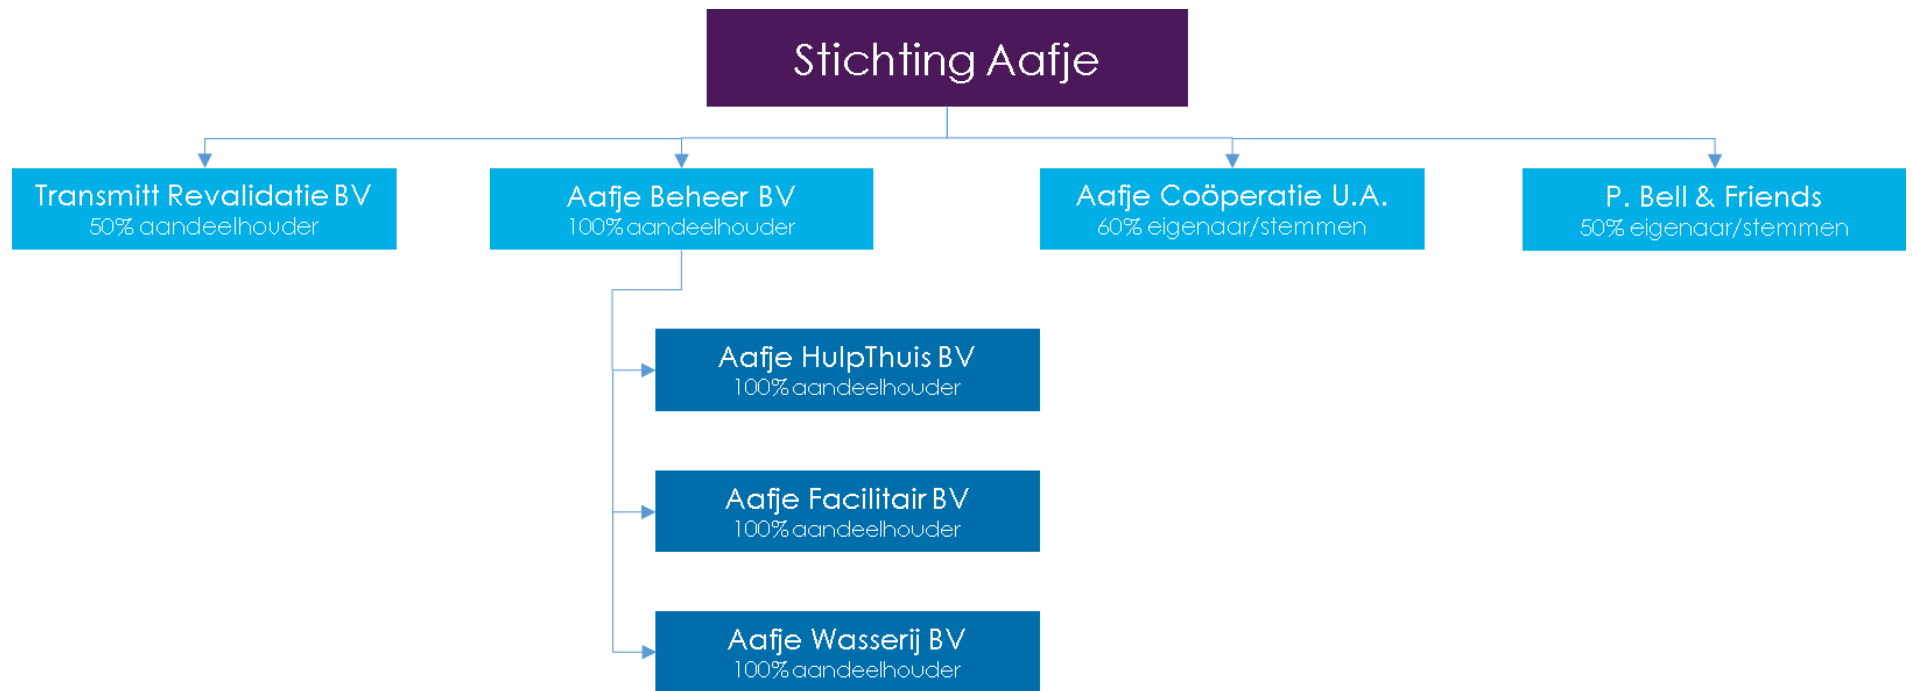 Stichting Aafje
Transmitt Revalidatie BV
50% aandeelhouder
Aafje Beheer BV
100% aandeelhouder
Aafje Coöperatie U.A.
60% eigenaar/stemmen
P. Bell & Friends
50% eigenaar/stemmen
Aafje HulpThuis BV
100% aandeelhouder
Aafje Facilitair BV
100% aandeelhouder
Aafje Wasserij BV
100% aandeelhouder